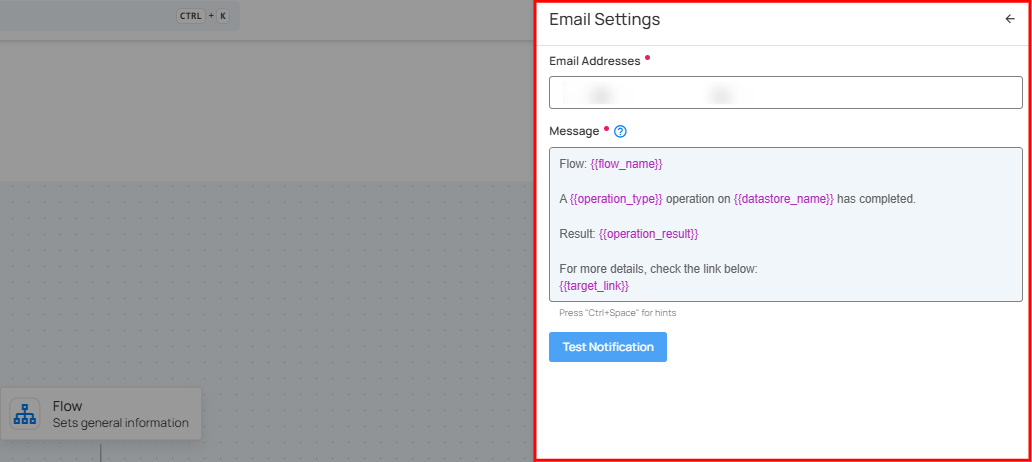 CTRL + K
Email Settings
Email Addresses
Message
Flow: {{flow_name}}
A {{operation_type}} operation on {{datastore_name}} has completed.
Result: {{operation_result}}
For more details, check the link below:
{{target_link}}
Press "Ctrl+Space" for hints
Test Notification
Flow
Sets general information